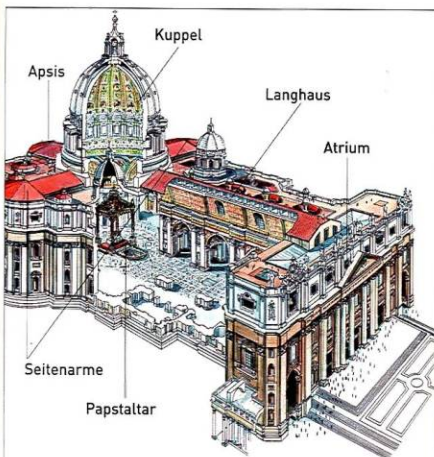 Kuppel
Apsis
Langhaus
Atrium
Seitenarme
Papstaltar